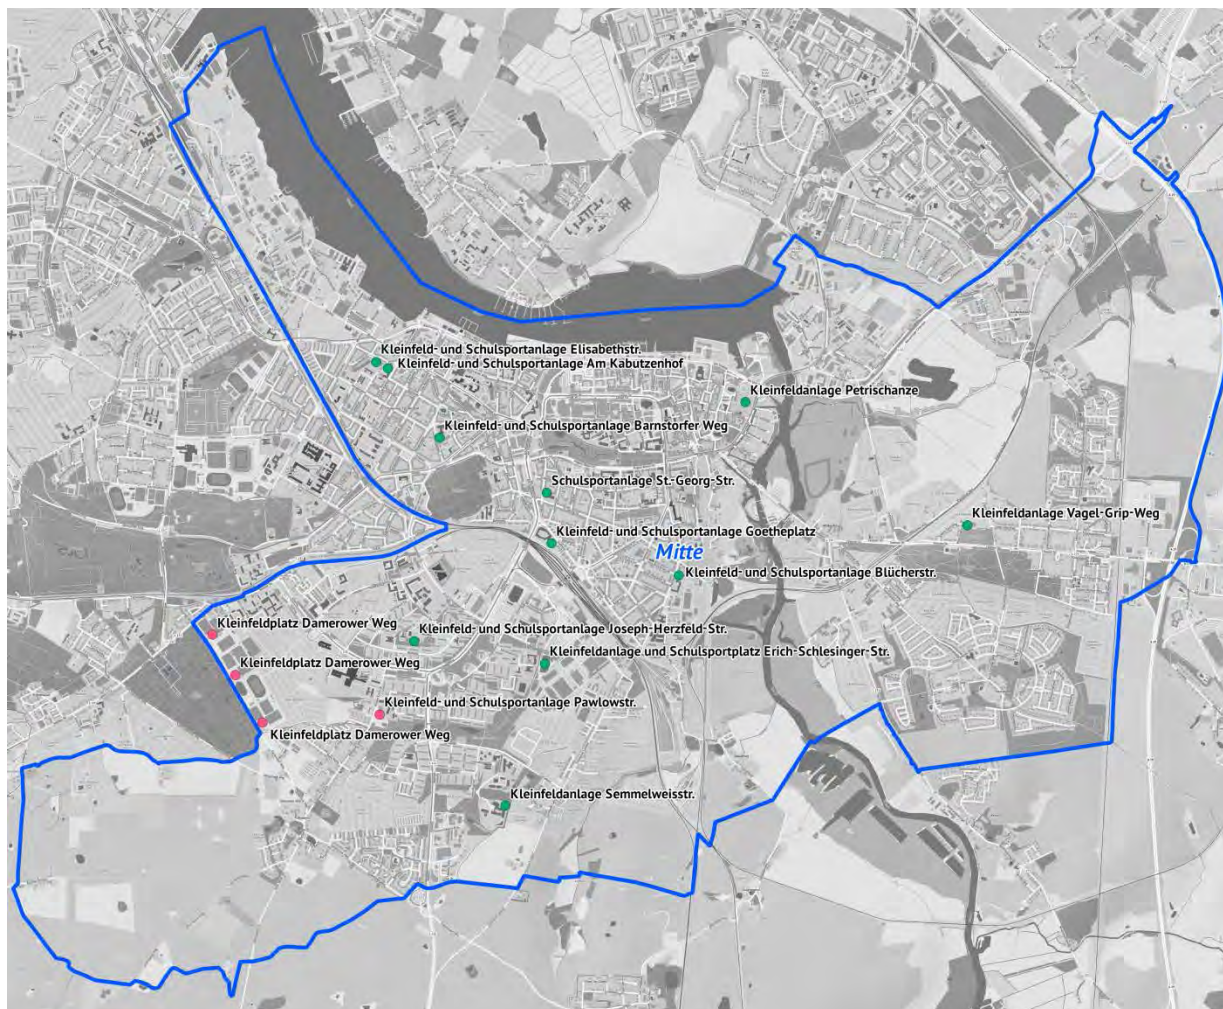 Kleinfeld- und Schulsportanlage Elisabethstr.
Kleinfeld- und Schulsportanlage Am Kabutzenhof
Kleinfeldanlage Petrischanze
Kleinfeld- und Schulsportanlage Barnstorfer Weg
Schulsportanlage St.-Georg-Str.
Kleinfeldanlage Vagel-Grip-Weg
Kleinfeld- und Schulsportanlage Goetheplatz
Mitte
Kleinfeld- und Schulsportanlage Blücherstr.
Kleinfeldplatz Damerower Weg
Kleinfeld- und Schulsportanlage Joseph-Herzfeld-Str.
Kleinfeldanlage und Schulsportplatz Erich-Schlesinger-Str.
Kleinfeldplatz Damerower Weg
Kleinfeld- und Schulsportanlage Pawlowstr.
Kleinfeldplatz Damerower Weg
Kleinfeldanlage Semmelweisstr.